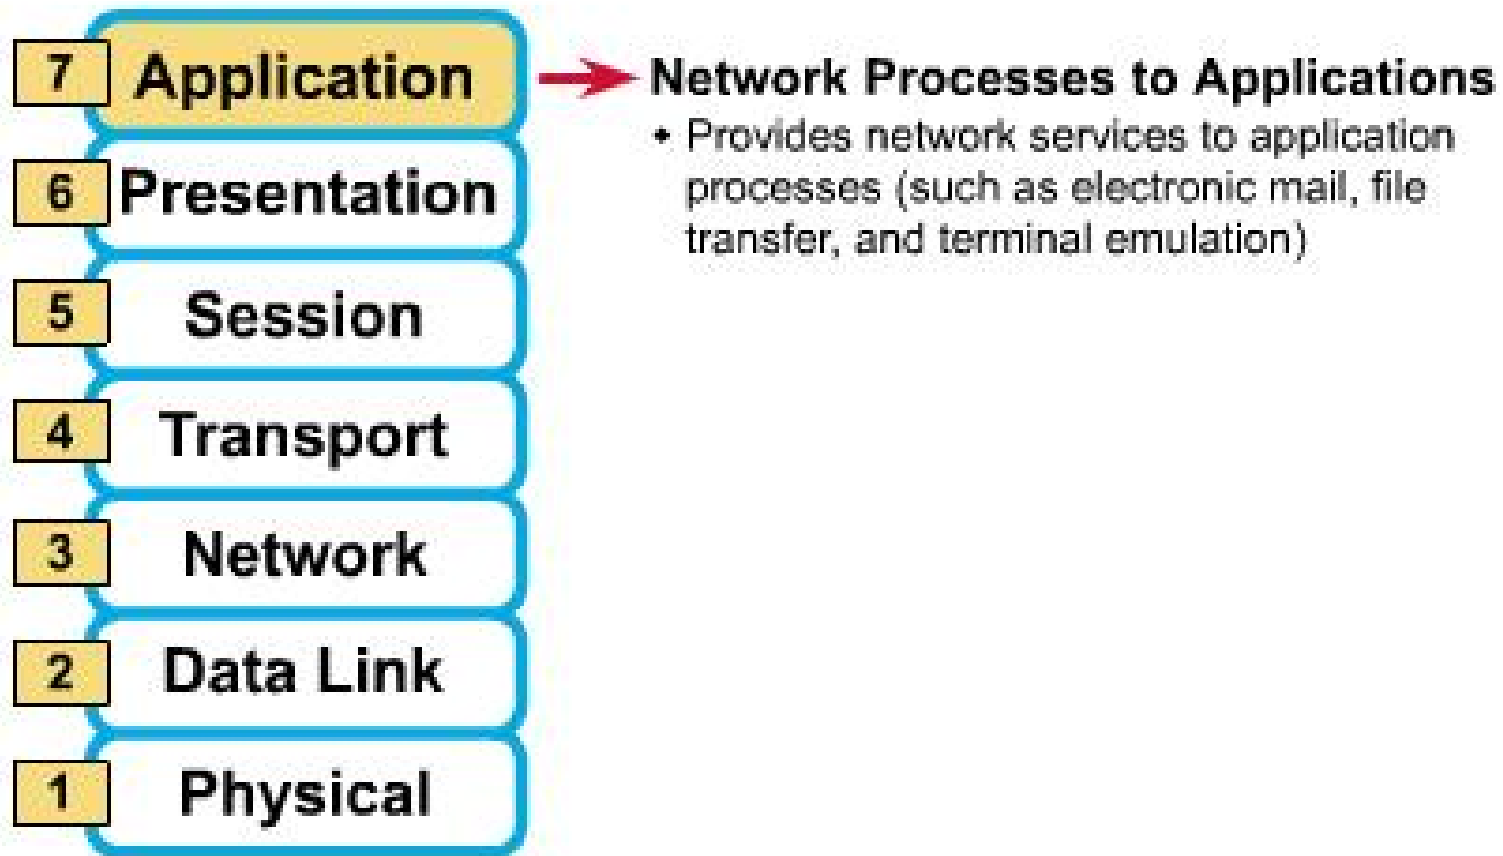 7 Application
Network Processes to Applications
• Provides network services to application
processes (such as electronic mail, file
transfer, and terminal emulation)
6 Presentation
5 Session
4 Transport
3 Network
2 Data Link
1 Physical